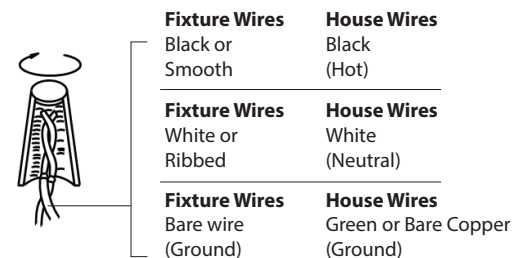 Fixture Wires House Wires
Black or Black
Smooth (Hot)
Fixture Wires House Wires
White or White
Ribbed (Neutral)
Fixture Wires House Wires
Bare wire Green or Bare Copper
(Ground) (Ground)